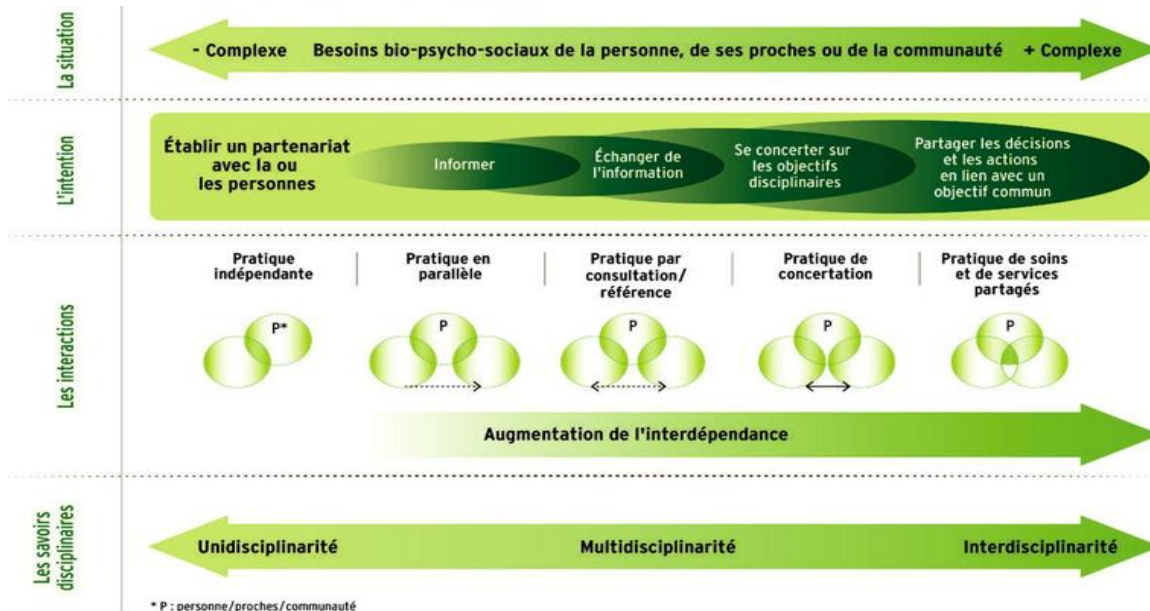 La situation
- Complexe
Besoins bio-psycho-sociaux de la personne, de ses proches ou de la communauté
+ Complexe
L'intention
Établir un partenariat
avec la ou
les personnes
Informer
Échanger de
l'information
Se concerter sur
les objectifs
disciplinaires
Partager les décisions
et les actions
en lien avec un
objectif commun
Les interactions
Pratique
indépendante
Pratique en
parallèle
Pratique par
consultation/
référence
Pratique de
concertation
Pratique de soins
et de services
partagés
P*
P
P
P
P
Augmentation de l'interdépendance
Les savoirs
disciplinaires
Unidisciplinarité
Multidisciplinarité
Interdisciplinarité
* P : personne/proches/communauté